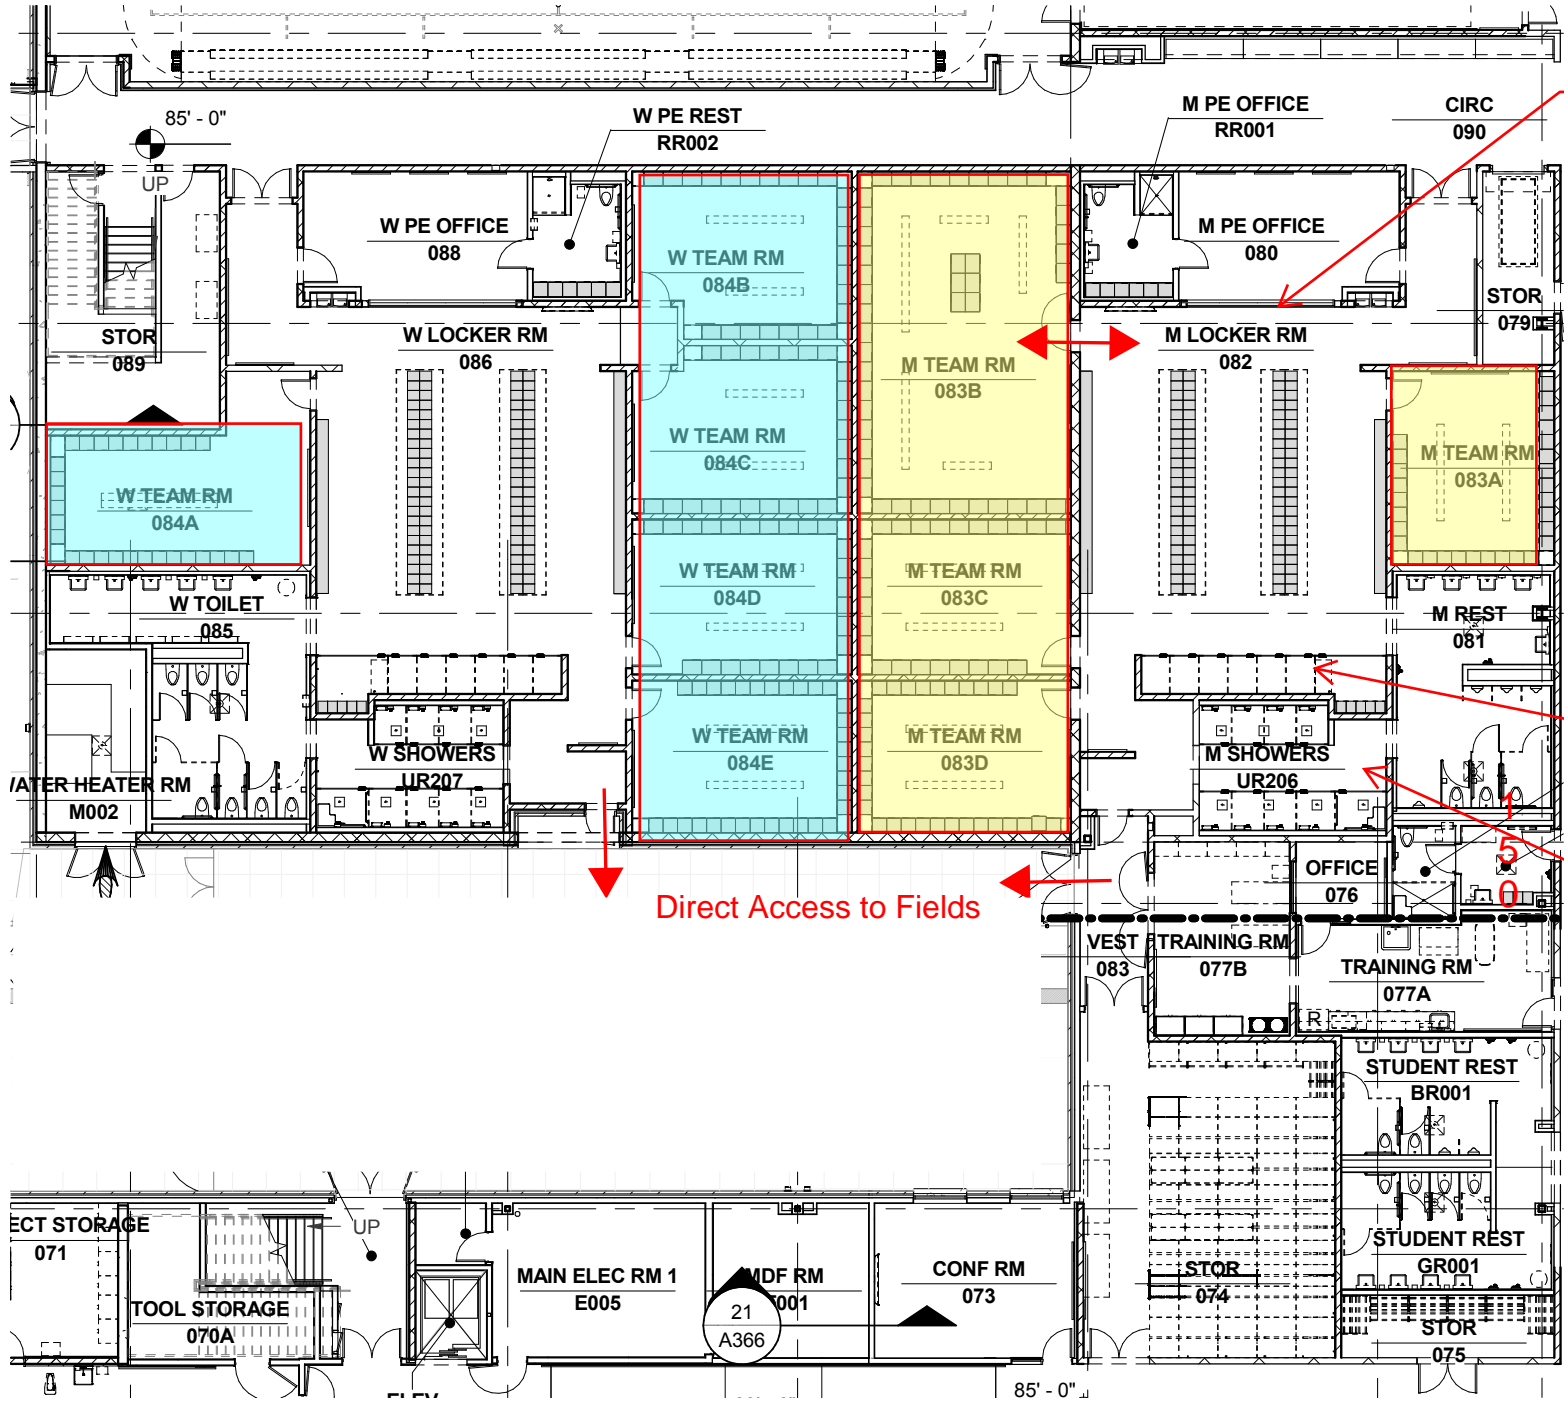 85' - 0"
UP
W PE REST
RR002
M PE OFFICE
RR001
CIRC
090
W PE OFFICE
088
M PE OFFICE
080
W TEAM RM
084B
STOR
079
STOR
089
W LOCKER RM
086
M TEAM RM
083B
M LOCKER RM
082
W TEAM RM
084C
M TEAM RM
083A
W TEAM RM
084A
W TEAM RM
084D
M TEAM RM
083C
W TOILET
085
M REST
081
W TEAM RM
084E
M TEAM RM
083D
W SHOWERS
UR207
M SHOWERS
UR206
WATER HEATER RM
M002
150
OFFICE
076
Direct Access to Fields
VEST
083
TRAINING RM
077B
TRAINING RM
077A
R
STUDENT REST
BR001
ECT STORAGE
071
UP
STUDENT REST
GR001
MAIN ELEC RM 1
E005
MDF RM
001
CONF RM
073
STOR
074
TOOL STORAGE
070A
21
A366
STOR
075
85' - 0"
ELEV